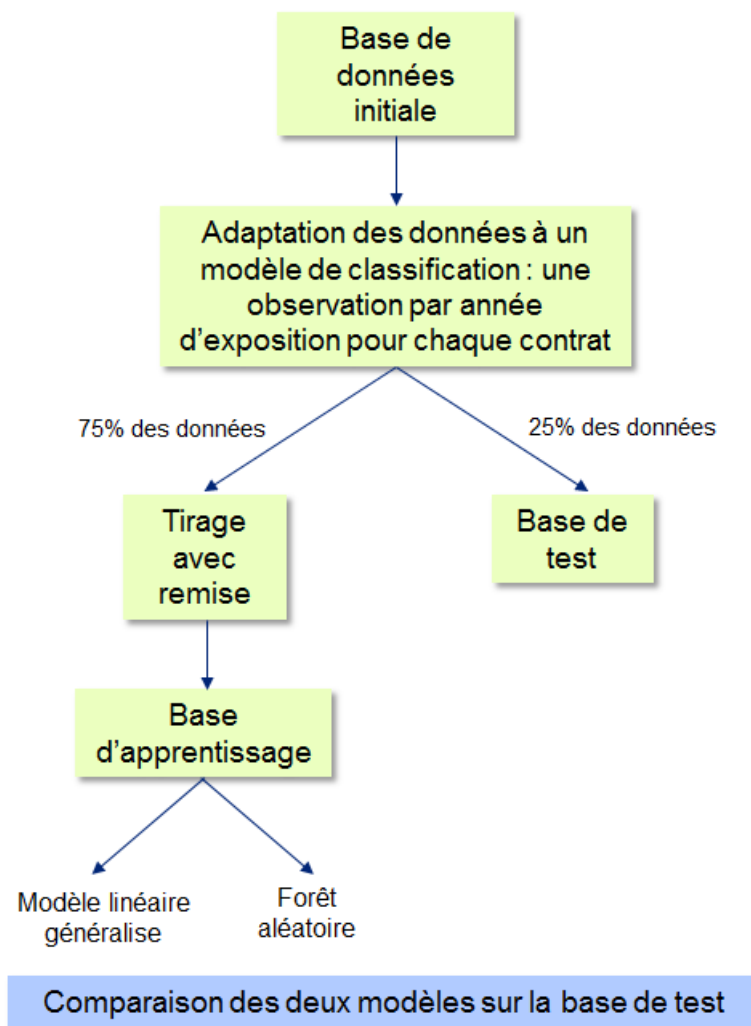 Base de
données
initiale
Adaptation des données à un
modèle de classification : une
observation par année
d'exposition pour chaque contrat
75% des données
25% des données
Tirage
avec
remise
Base de
test
Base
d'apprentissage
Modèle linéaire
généralise
Forêt
aléatoire
Comparaison des deux modèles sur la base de test